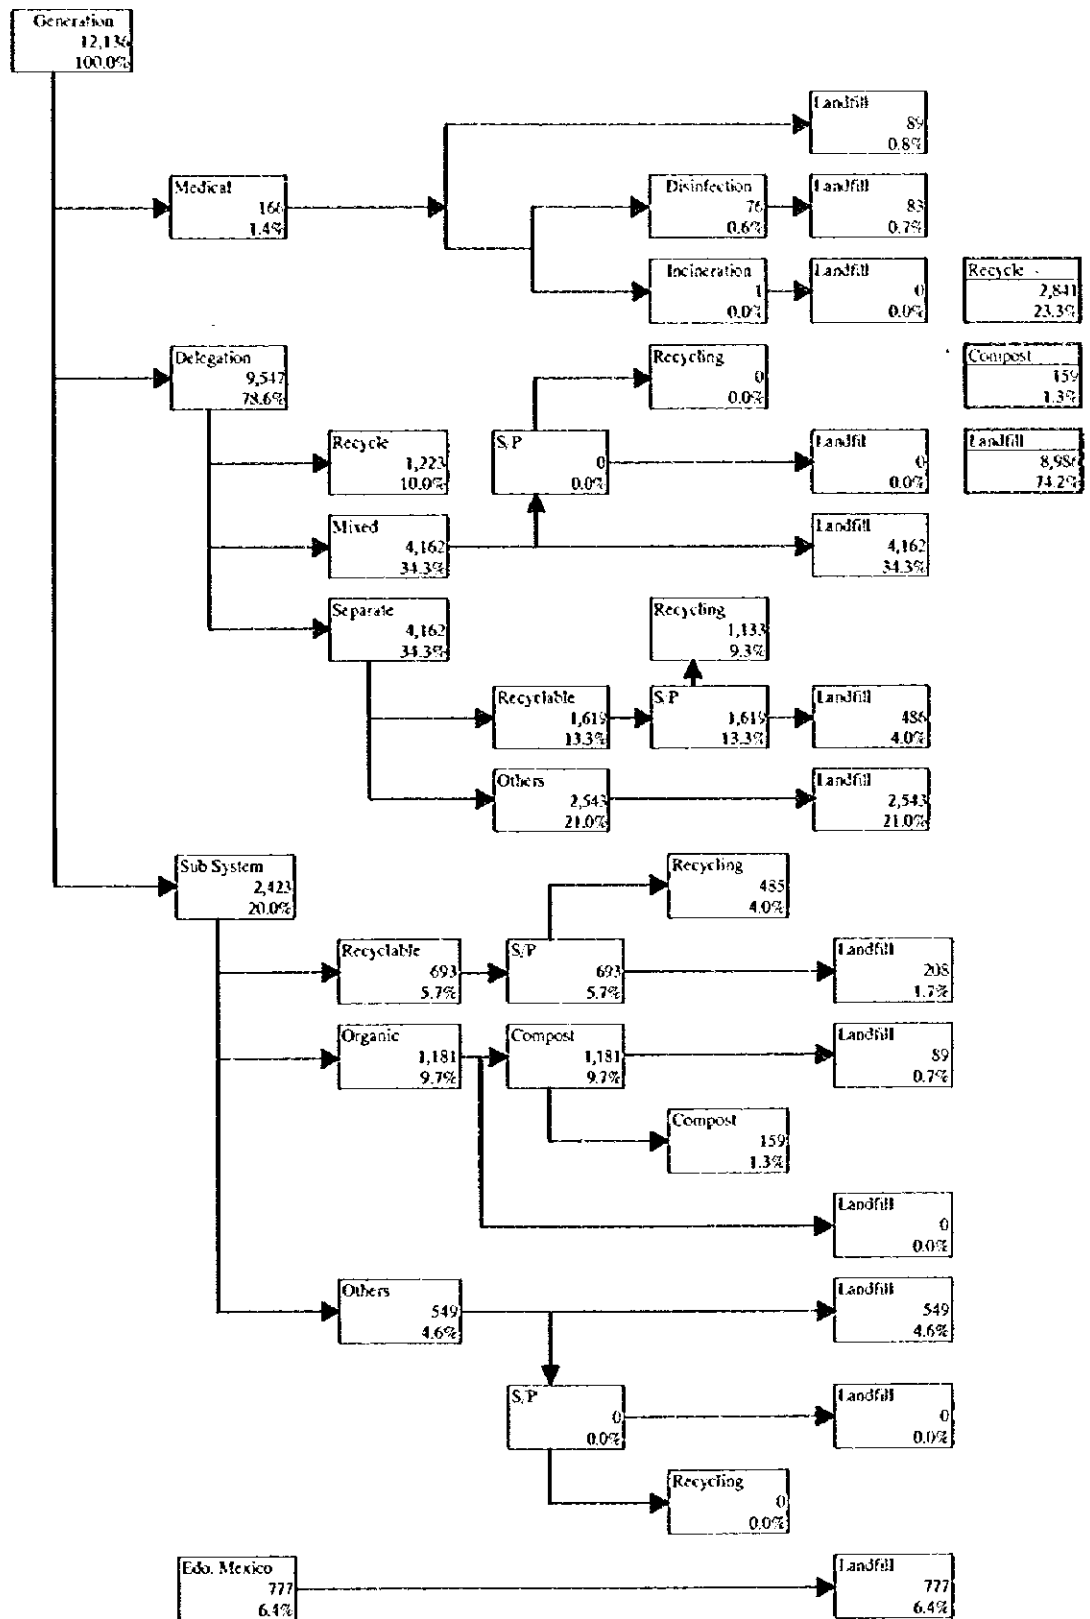 Generation
12,136
100.0%
Landfill
89
0.8%
Medical
166
1.4%
Disinfection
76
0.6%
Landfill
83
0.7%
Incineration
1
0.0%
Landfill
0
0.0%
Recycle
2,841
23.3%
Delegation
9,547
78.6%
Recycling
0
0.0%
Compost
159
1.3%
Recycle
1,223
10.0%
S/P
0
0.0%
Landfil
0
0.0%
Landfill
8,986
74.2%
Mixed
4,162
34.3%
Landfill
4,162
34.3%
Separate
4,162
34.3%
Recycling
1,133
9.3%
Recyclable
1,619
13.3%
S/P
1,619
13.3%
Landfill
486
4.0%
Others
2,543
21.0%
Landfill
2,543
21.0%
Sub System
2,423
20.0%
Recycling
485
4.0%
Recyclable
693
5.7%
S/P
693
5.7%
Landfill
208
1.7%
Organic
1,181
9.7%
Compost
1,181
9.7%
Landfill
89
0.7%
Compost
159
1.3%
Landfill
0
0.0%
Others
549
4.6%
Landfill
549
4.6%
S/P
0
0.0%
Landfill
0
0.0%
Recycling
0
0.0%
Edo. Mexico
777
6.4%
Landfill
777
6.4%